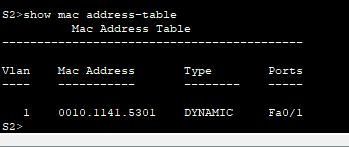 S2>show mac address-table
Mac Address Table
-------------------------------------------
Vlan    Mac Address       Type        Ports
----    -----------       --------    -----
1    0010.1141.5301    DYNAMIC     Fa0/1
S2>